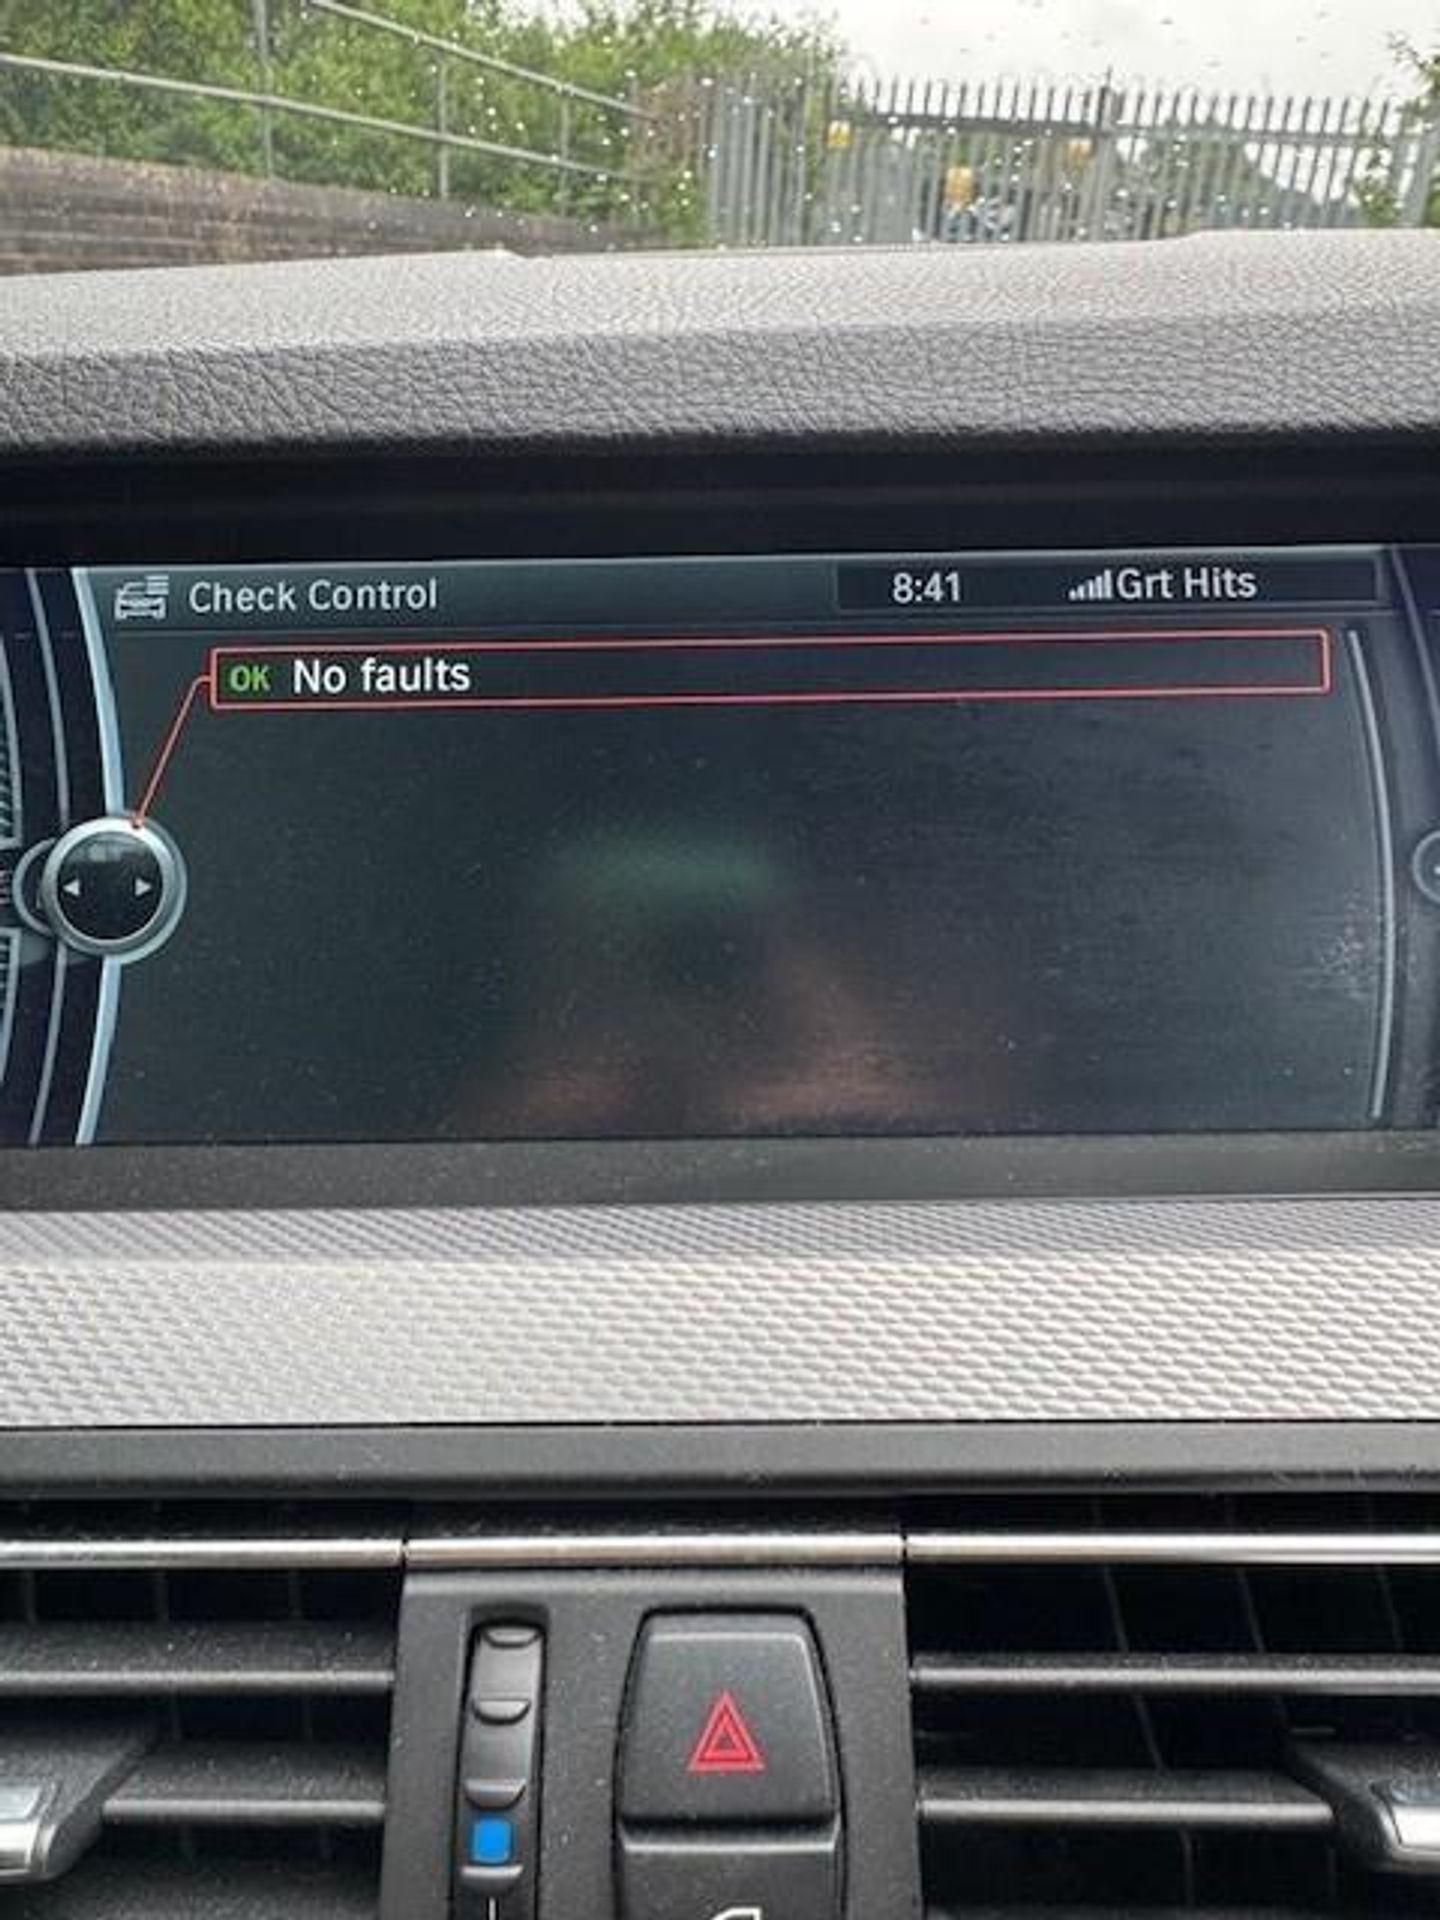 Check Control
8:41
Grt Hits
OK No faults